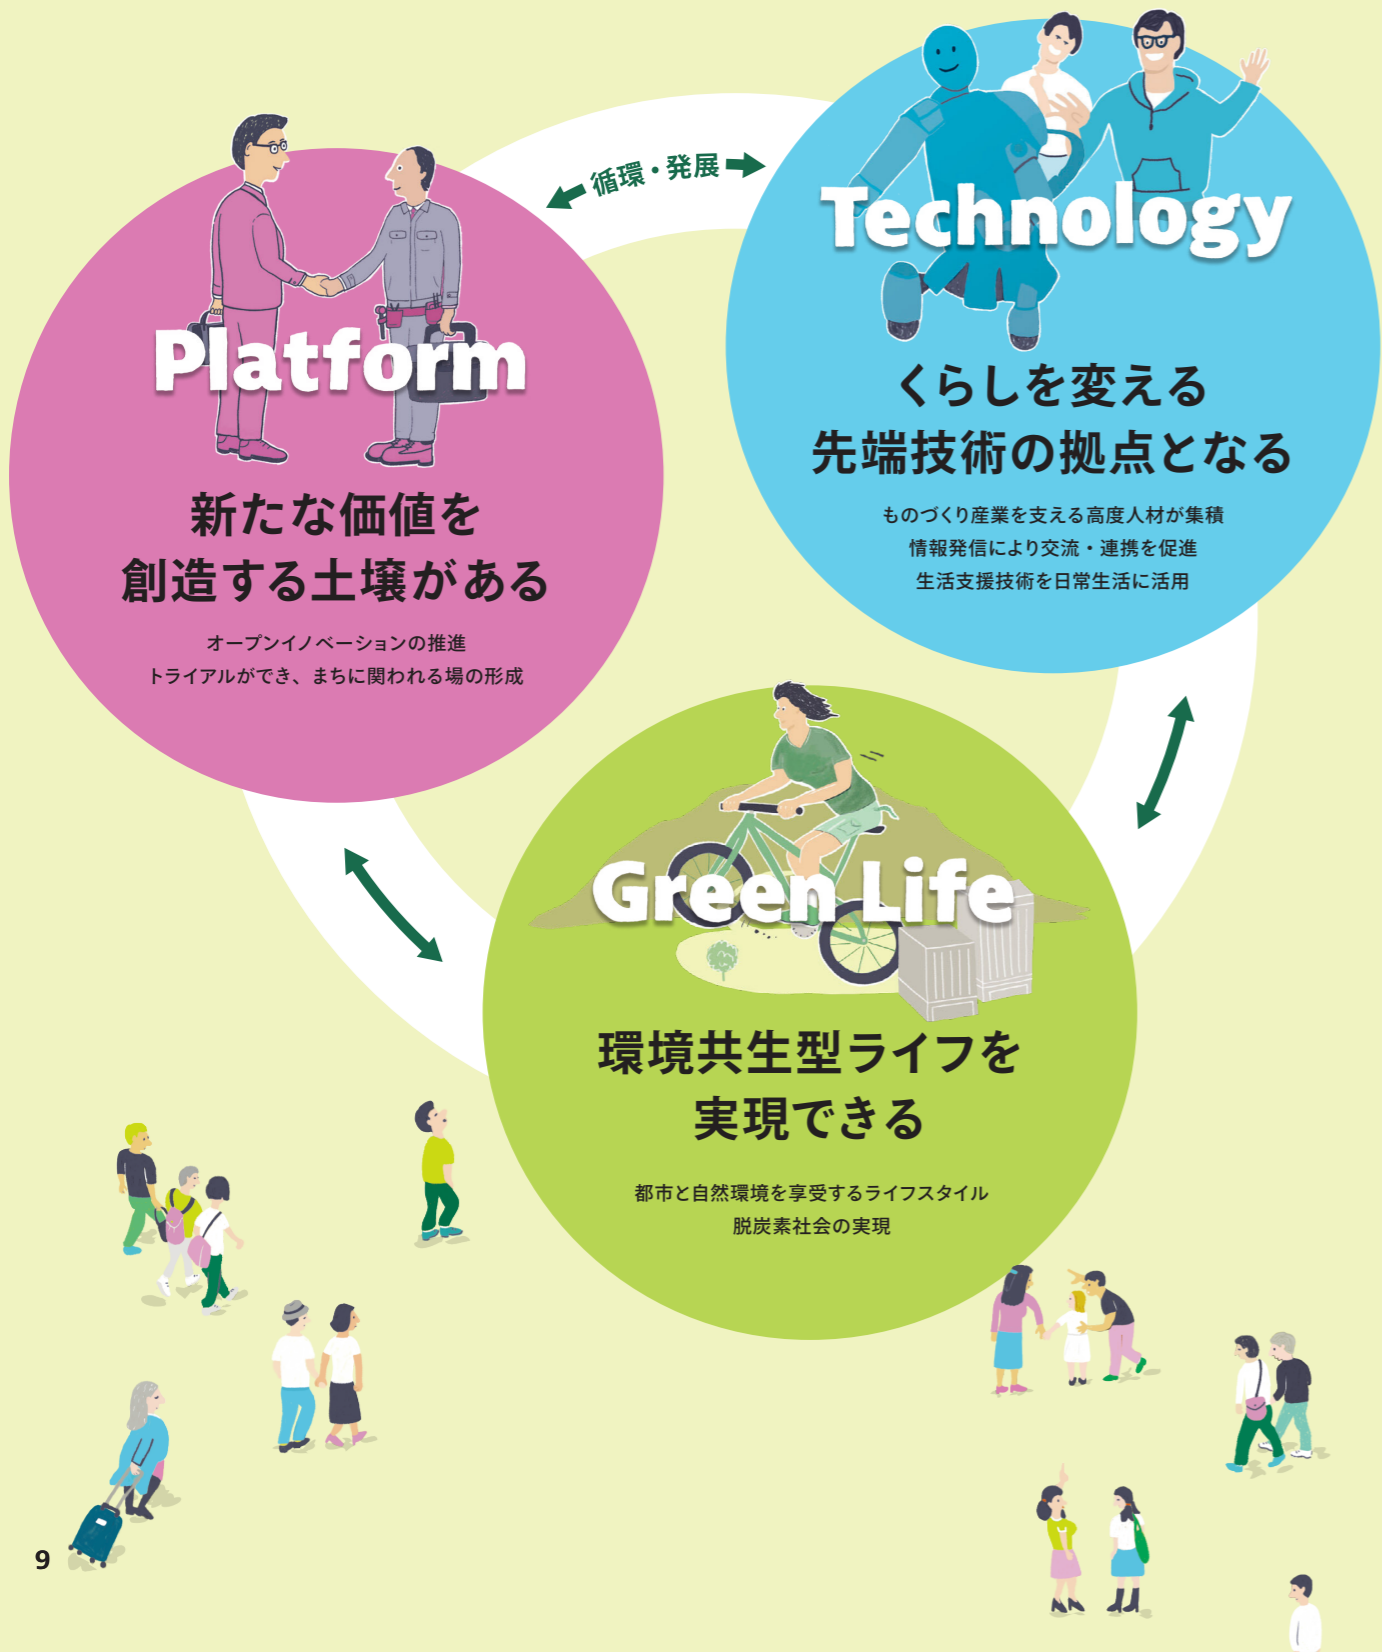 循環・発展
Platform
新たな価値を
創造する土壌がある
オープンイノベーションの推進
トライアルができ、まちに関われる場の形成
Technology
くらしを変える
先端技術の拠点となる
ものづくり産業を支える高度人材が集積
情報発信により交流・連携を促進
生活支援技術を日常生活に活用
Green Life
環境共生型ライフを
実現できる
都市と自然環境を享受するライフスタイル
脱炭素社会の実現
9